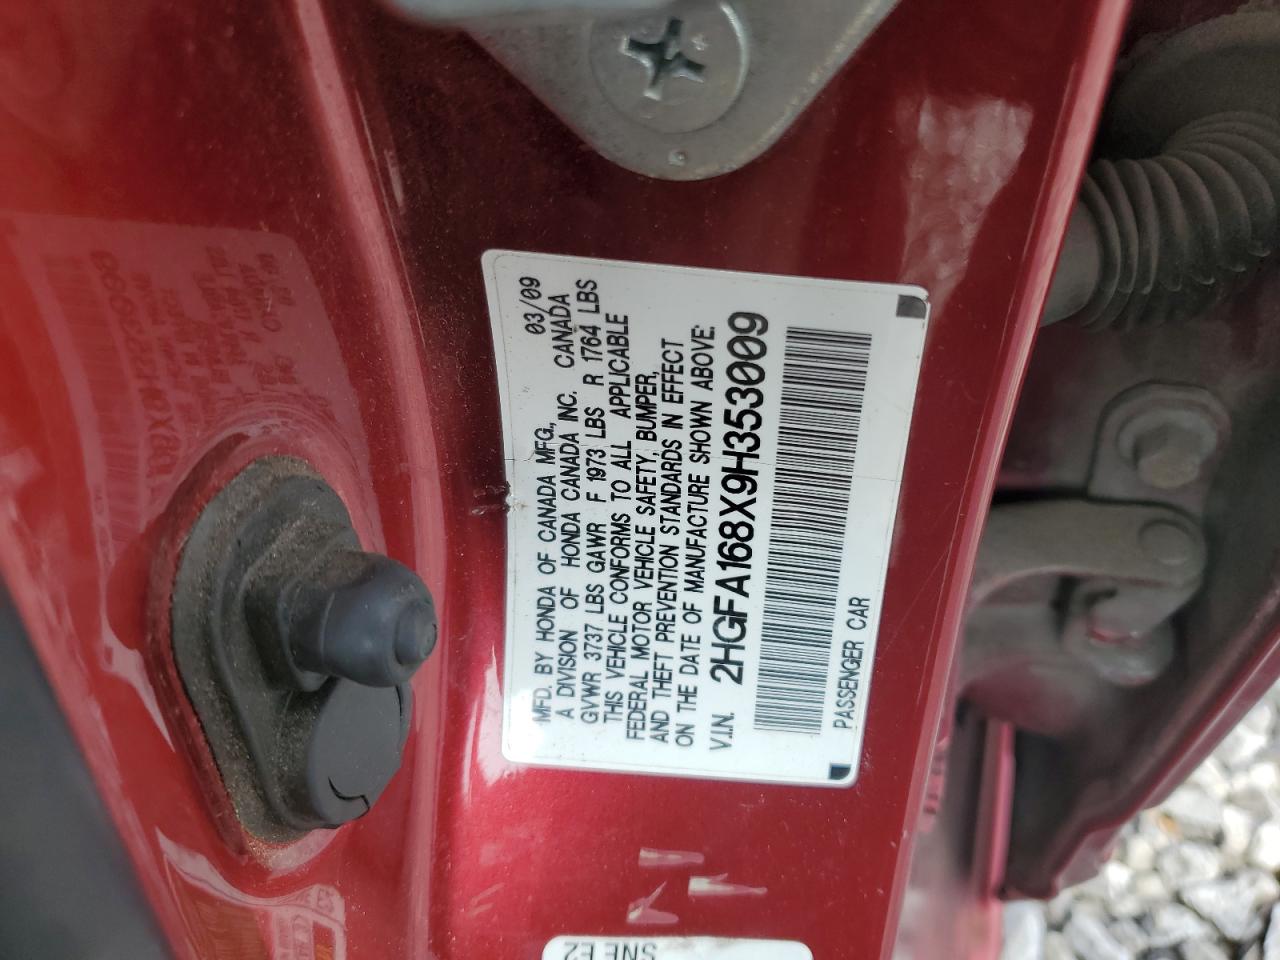 MFD. BY HONDA OF CANADA MFG., 03/09
A DIVISION OF HONDA CANADA INC. CANADA
GVWR 3737 LBS GAWR F 1973 LBS R 1764 LBS
THIS VEHICLE CONFORMS TO ALL APPLICABLE
FEDERAL MOTOR VEHICLE SAFETY, BUMPER,
AND THEFT PREVENTION STANDARDS IN EFFECT
ON THE DATE OF MANUFACTURE SHOWN ABOVE:
V.I.N. 2HGFA168X9H353009
PASSENGER CAR